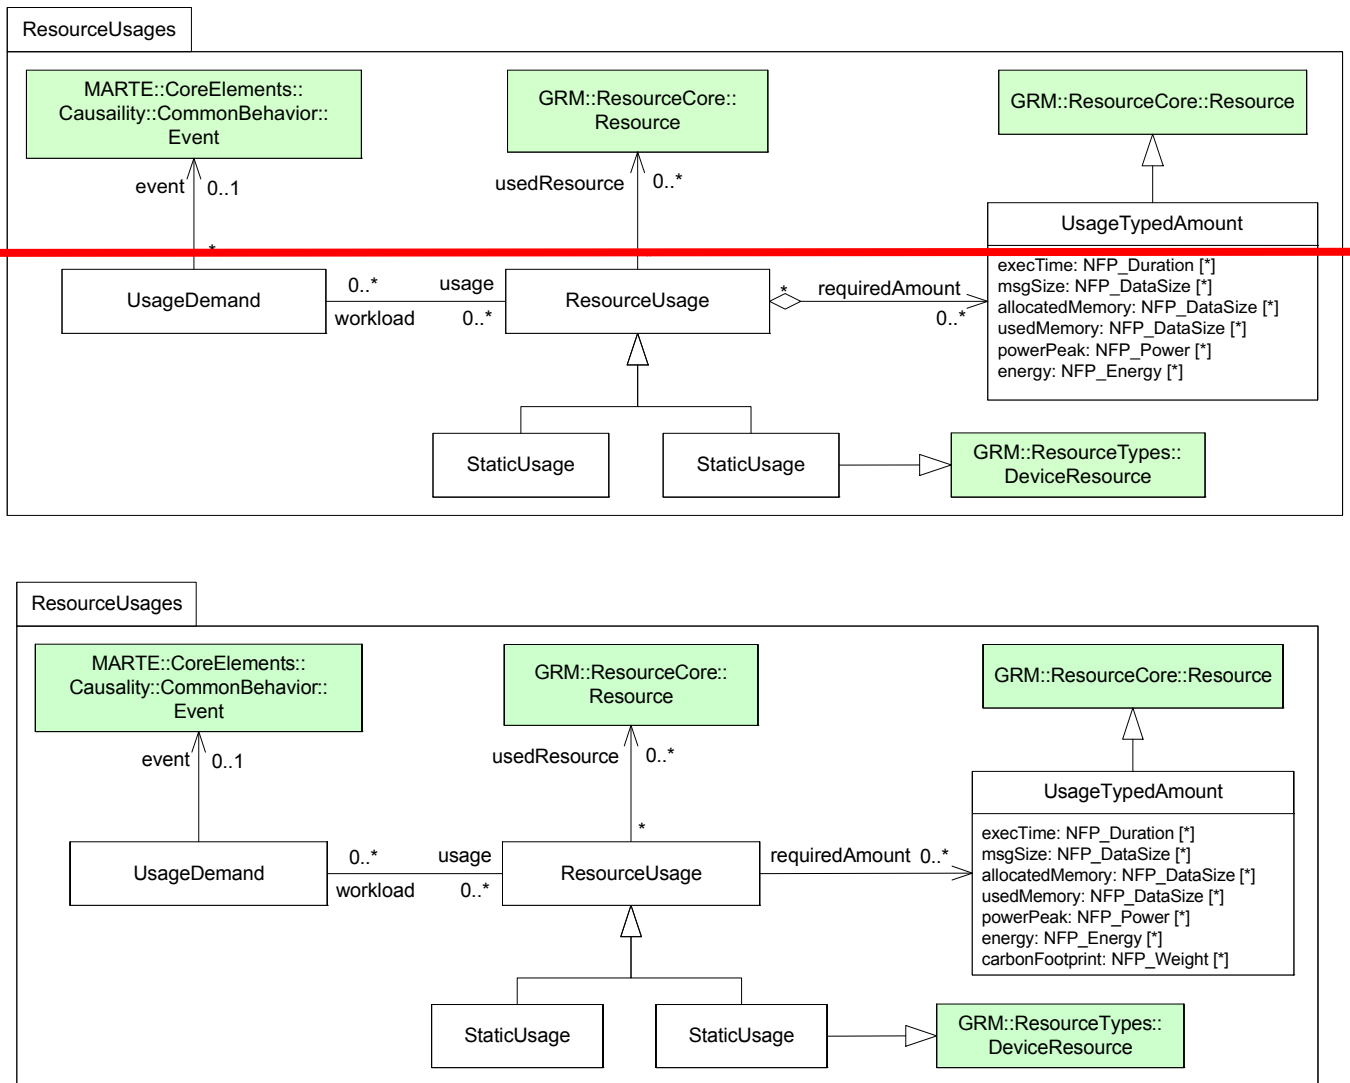 ResourceUsages
MARTE::CoreElements::
Causaility::CommonBehavior::
Event
GRM::ResourceCore::
Resource
GRM::ResourceCore::Resource
event
0..1
usedResource
0..*
*
UsageTypedAmount
execTime: NFP_Duration [*]
msgSize: NFP_DataSize [*]
allocatedMemory: NFP_DataSize [*]
usedMemory: NFP_DataSize [*]
powerPeak: NFP_Power [*]
energy: NFP_Energy [*]
UsageDemand
0..*
usage
workload
0..*
ResourceUsage
*
requiredAmount
0..*
StaticUsage
StaticUsage
GRM::ResourceTypes::
DeviceResource
ResourceUsages
MARTE::CoreElements::
Causality::CommonBehavior::
Event
GRM::ResourceCore::
Resource
GRM::ResourceCore::Resource
event
0..1
usedResource
0..*
*
UsageTypedAmount
execTime: NFP_Duration [*]
msgSize: NFP_DataSize [*]
allocatedMemory: NFP_DataSize [*]
usedMemory: NFP_DataSize [*]
powerPeak: NFP_Power [*]
energy: NFP_Energy [*]
carbonFootprint: NFP_Weight [*]
UsageDemand
0..*
usage
workload
0..*
ResourceUsage
requiredAmount 0..*
StaticUsage
StaticUsage
GRM::ResourceTypes::
DeviceResource